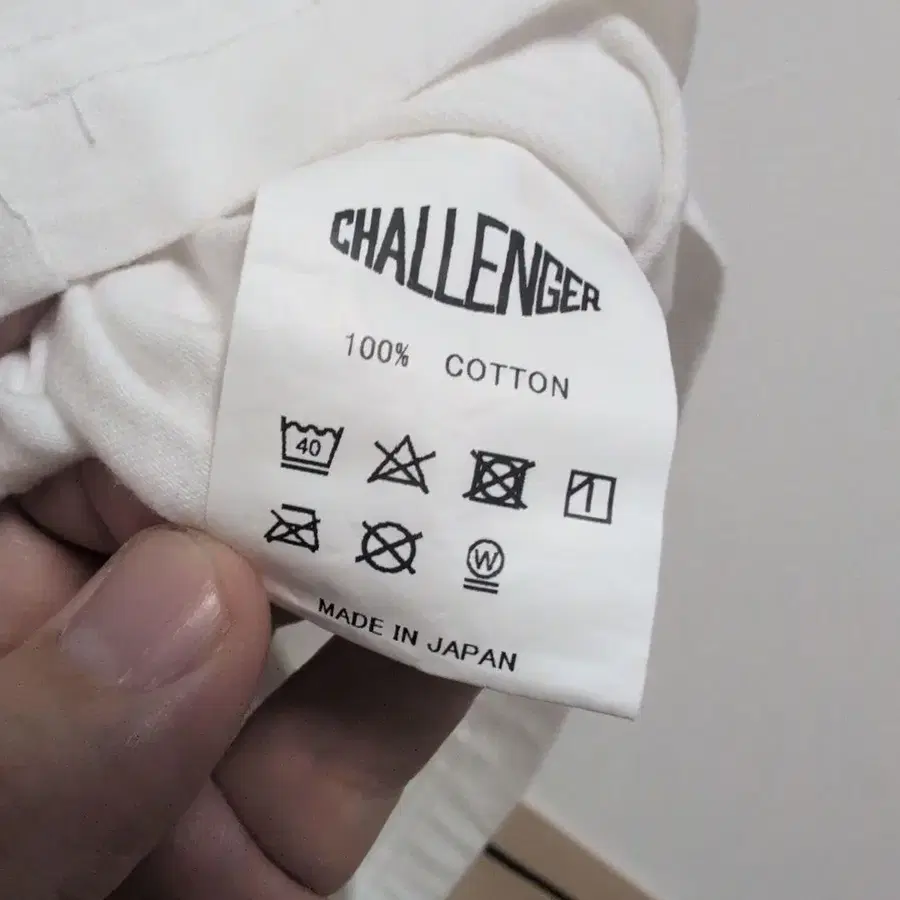 CHALLENGER
100% COTTON
40
W
MADE IN JAPAN